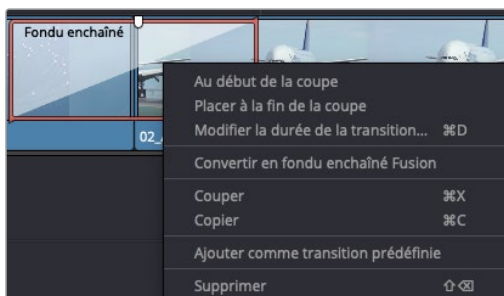 Fondu enchaîné
Au début de la coupe
Placer à la fin de la coupe
Modifier la durée de la transition... ⌘D
02_
Convertir en fondu enchaîné Fusion
Couper ⌘X
Copier ⌘C
Ajouter comme transition prédéfinie
Supprimer ⇧⌫